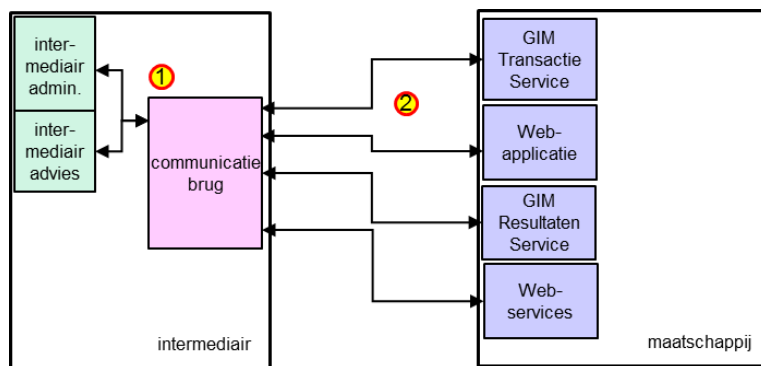 inter-
mediair
admin.
inter-
mediair
advies
1
communicatie
brug
intermediair
2
GIM
Transactie
Service
Web-
applicatie
GIM
Resultaten
Service
Web-
services
maatschappij